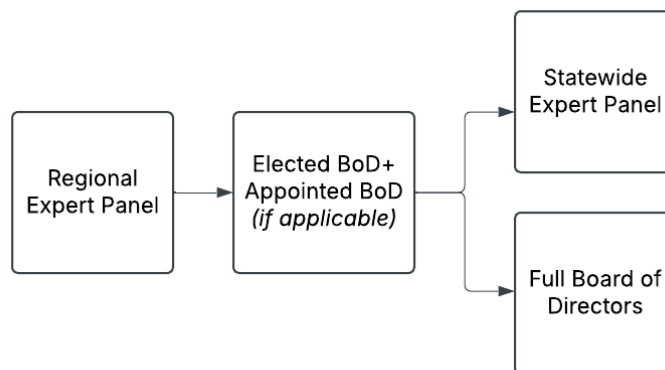 Regional
Expert Panel
Elected BoD+
Appointed BoD
(if applicable)
Statewide
Expert Panel
Full Board of
Directors